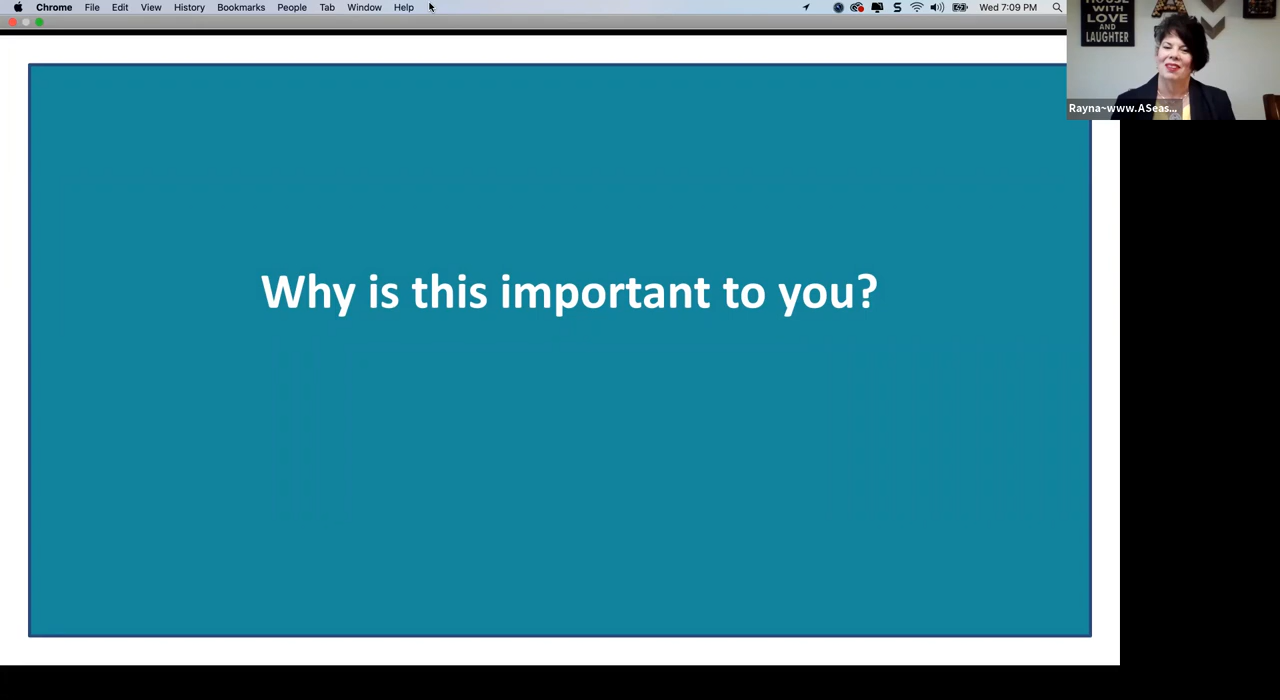 Chrome File Edit View History Bookmarks People Tab Window Help Wed 7:09 PM
HOUSE
WITH
LOVE
AND
LAUGHTER
Rayna~www.ASeas...
Why is this important to you?